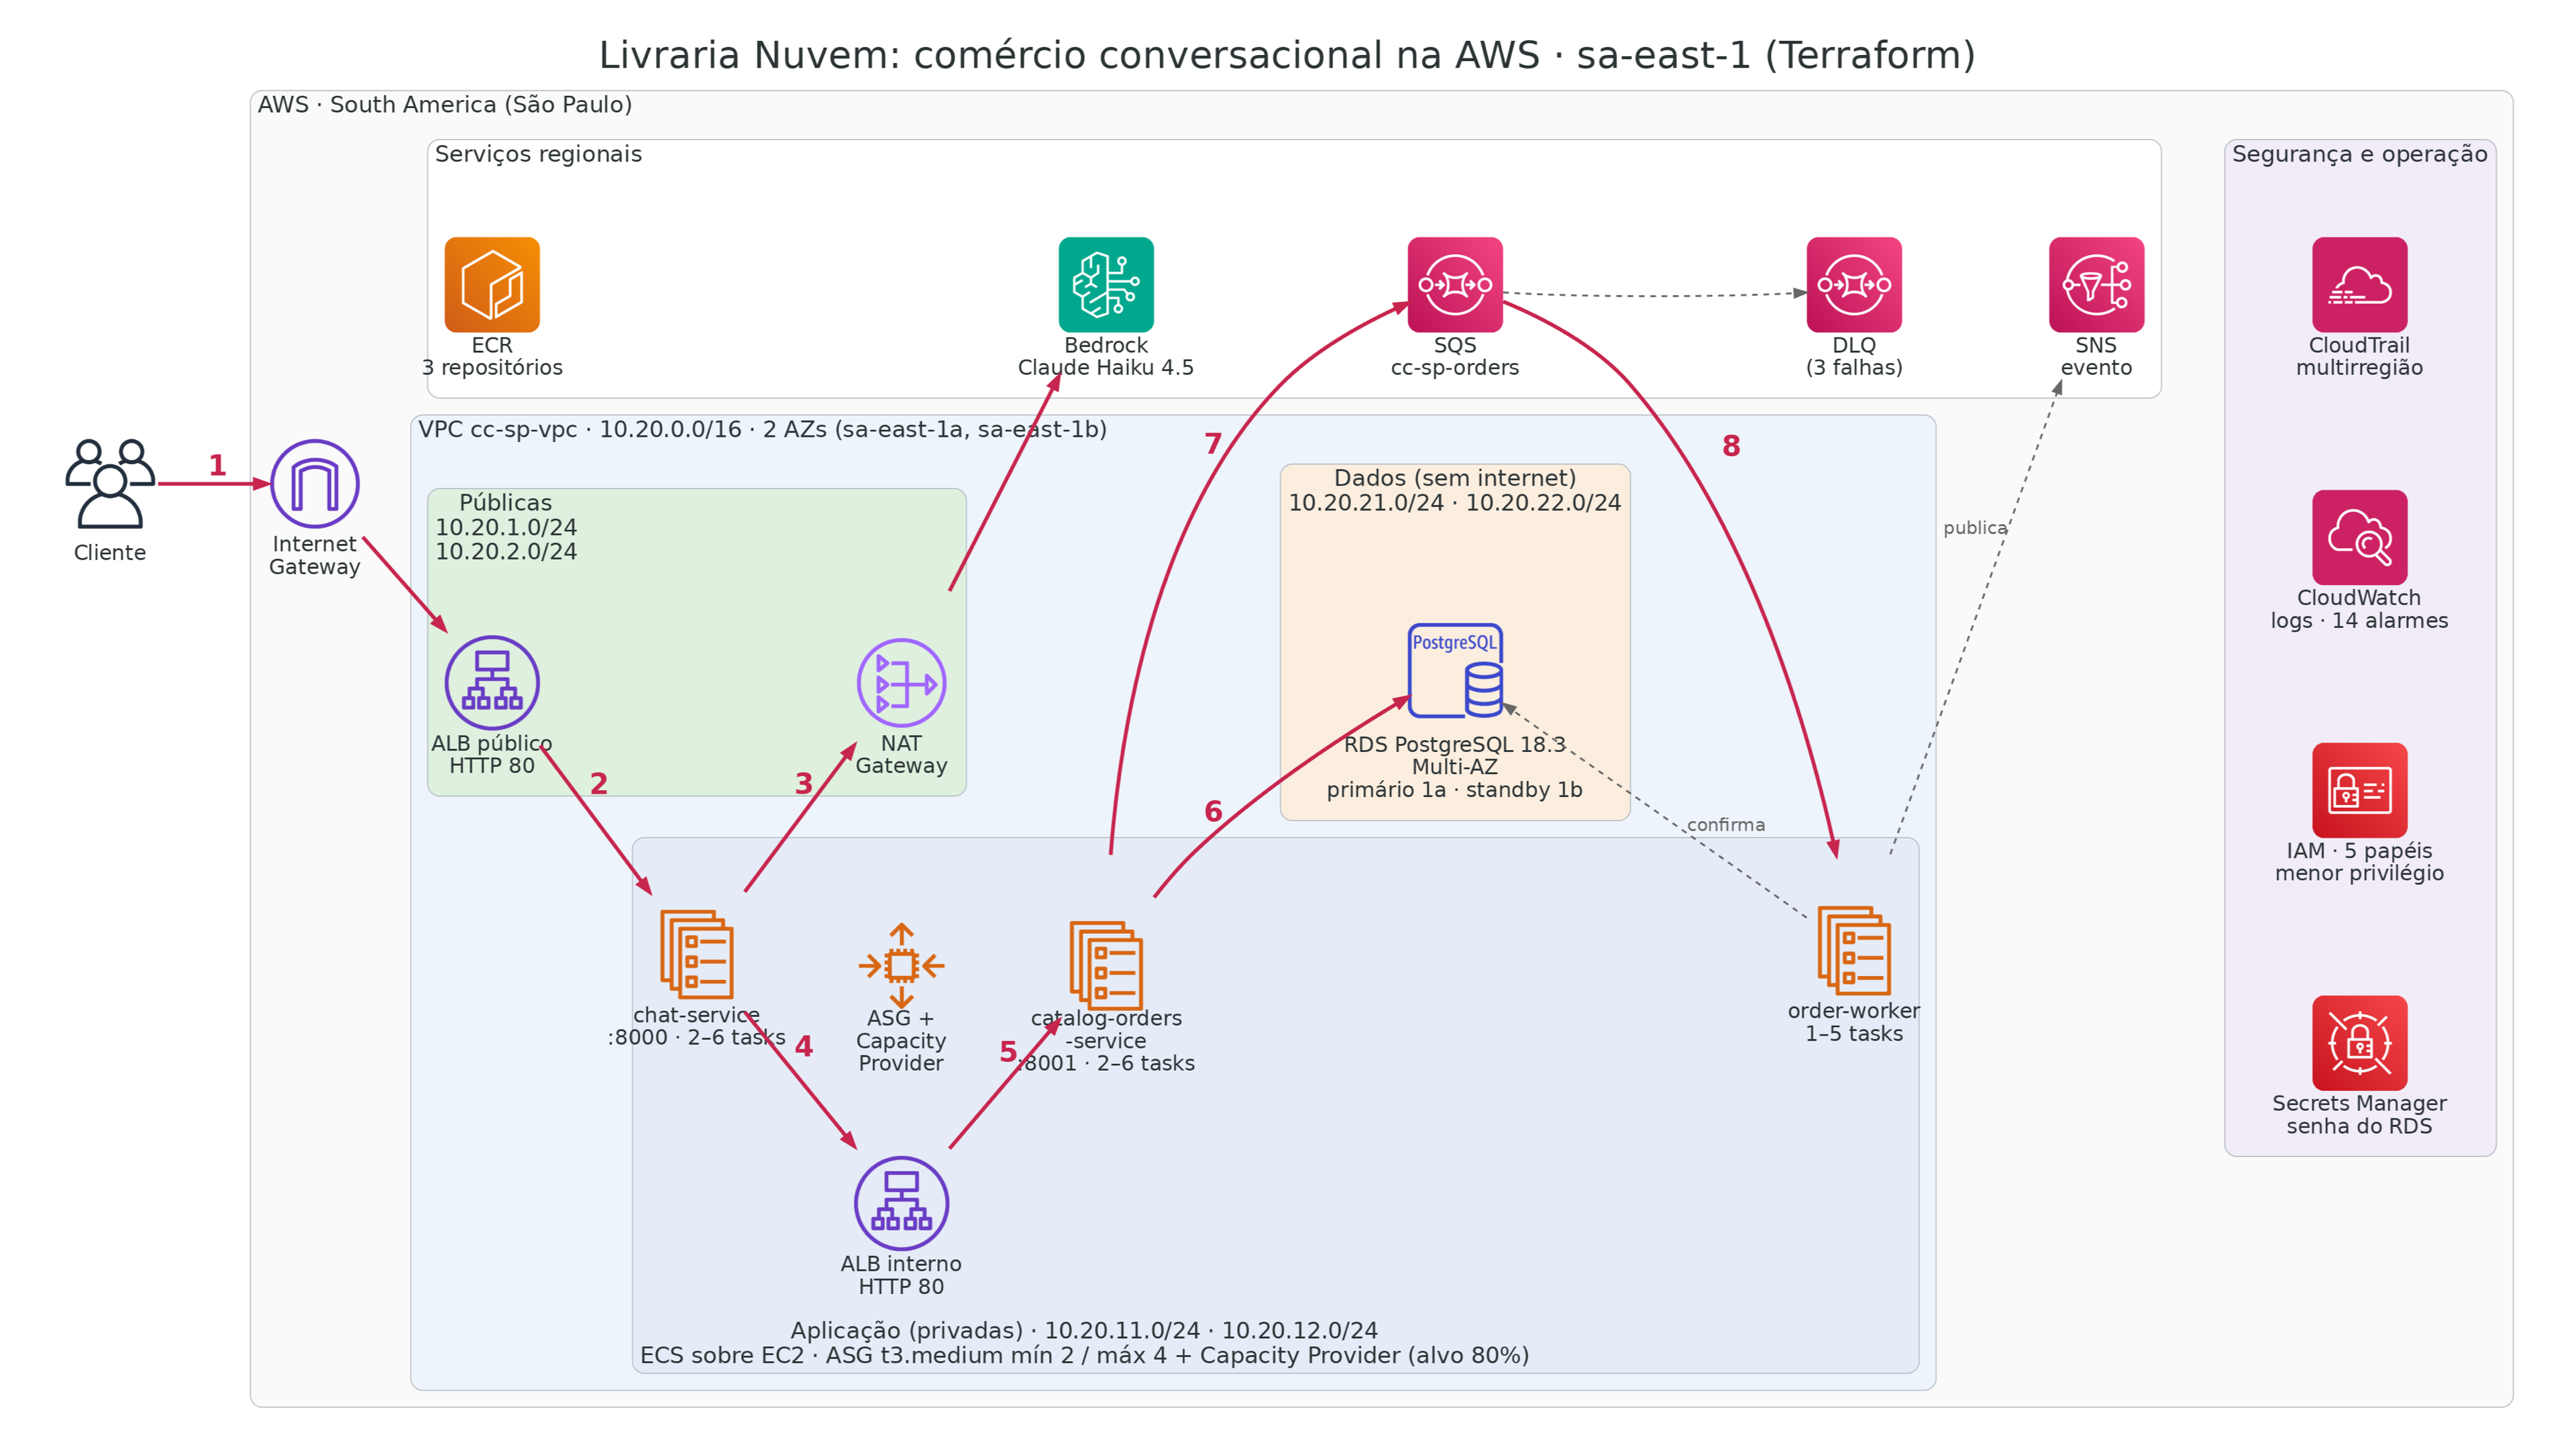 Livraria Nuvem: comércio conversacional na AWS · sa-east-1 (Terraform)
AWS · South America (São Paulo)
Serviços regionais
ECR
3 repositórios
Bedrock
Claude Haiku 4.5
SQS
cc-sp-orders
DLQ
(3 falhas)
SNS
evento
Segurança e operação
CloudTrail
multirregião
CloudWatch
logs · 14 alarmes
IAM · 5 papéis
menor privilégio
Secrets Manager
senha do RDS
Cliente
1
Internet
Gateway
VPC cc-sp-vpc · 10.20.0.0/16 · 2 AZs (sa-east-1a, sa-east-1b)
Públicas
10.20.1.0/24
10.20.2.0/24
ALB público
HTTP 80
NAT
Gateway
2
3
7
8
Dados (sem internet)
10.20.21.0/24 · 10.20.22.0/24
PostgreSQL
RDS PostgreSQL 18.3
Multi-AZ
primário 1a · standby 1b
6
publica
confirma
chat-service
:8000 · 2–6 tasks
4
ASG +
Capacity
Provider
5
catalog-orders
-service
:8001 · 2–6 tasks
order-worker
1–5 tasks
ALB interno
HTTP 80
Aplicação (privadas) · 10.20.11.0/24 · 10.20.12.0/24
ECS sobre EC2 · ASG t3.medium mín 2 / máx 4 + Capacity Provider (alvo 80%)